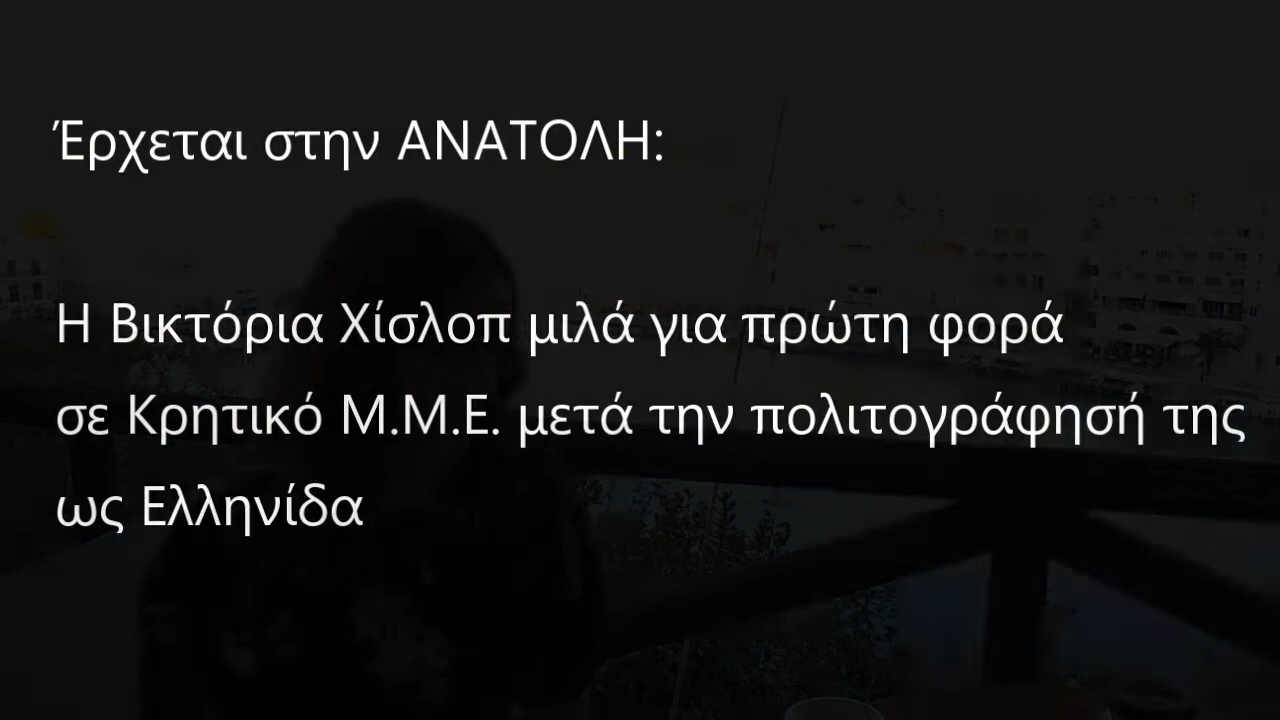 Έρχεται στην ΑΝΑΤΟΛΗ:
Η Βικτόρια Χίσλοπ μιλά για πρώτη φορά
σε Κρητικό Μ.Μ.Ε. μετά την πολιτογράφησή της
ως Ελληνίδα